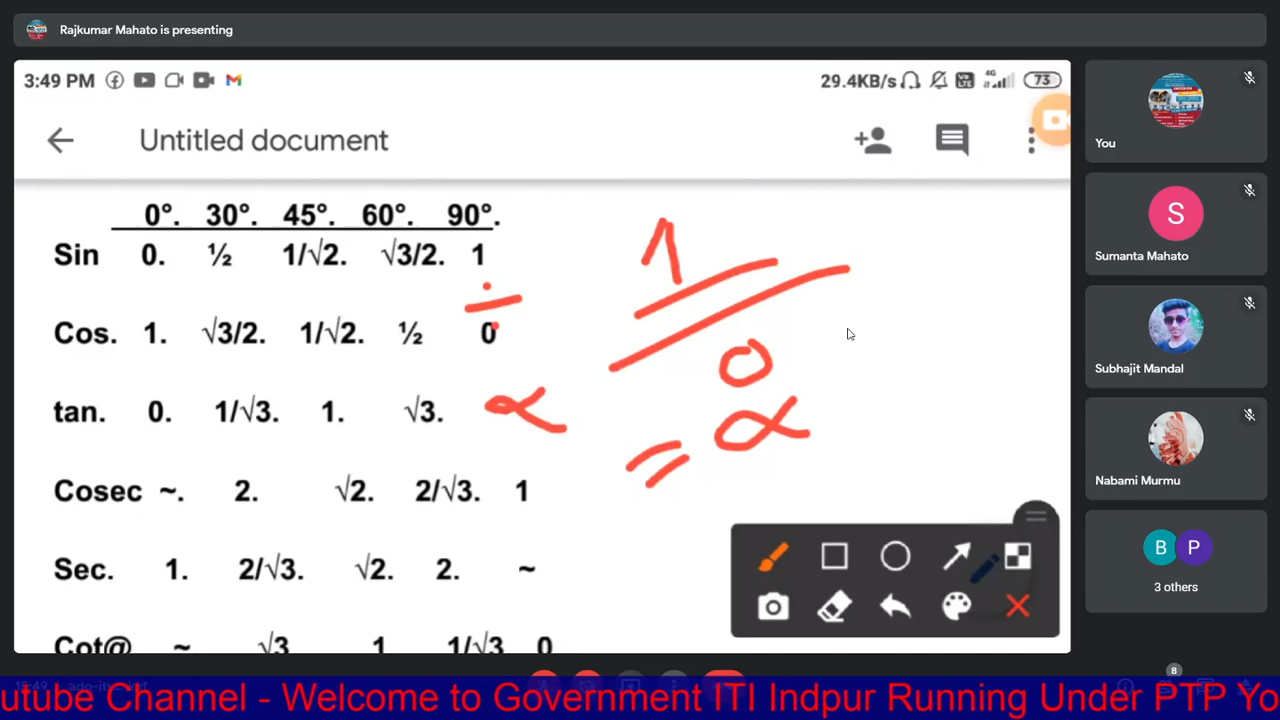 Rajkumar Mahato is presenting
3:49 PM
29.4KB/s Vo LTE 4G 73
Untitled document
0°. 30°. 45°. 60°. 90°.
Sin 0. ½ 1/√2. √3/2. 1
÷
Cos. 1. √3/2. 1/√2. ½ 0
tan. 0. 1/√3. 1. √3. ∝
Cosec ~. 2. √2. 2/√3. 1
Sec. 1. 2/√3. √2. 2. ~
Cot@ ~ √3 1 1/√3 0
1
0
= ∝
You
S
Sumanta Mahato
Subhajit Mandal
Nabami Murmu
B P
3 others
8
utube Channel - Welcome to Government ITI Indpur Running Under PTP Yo